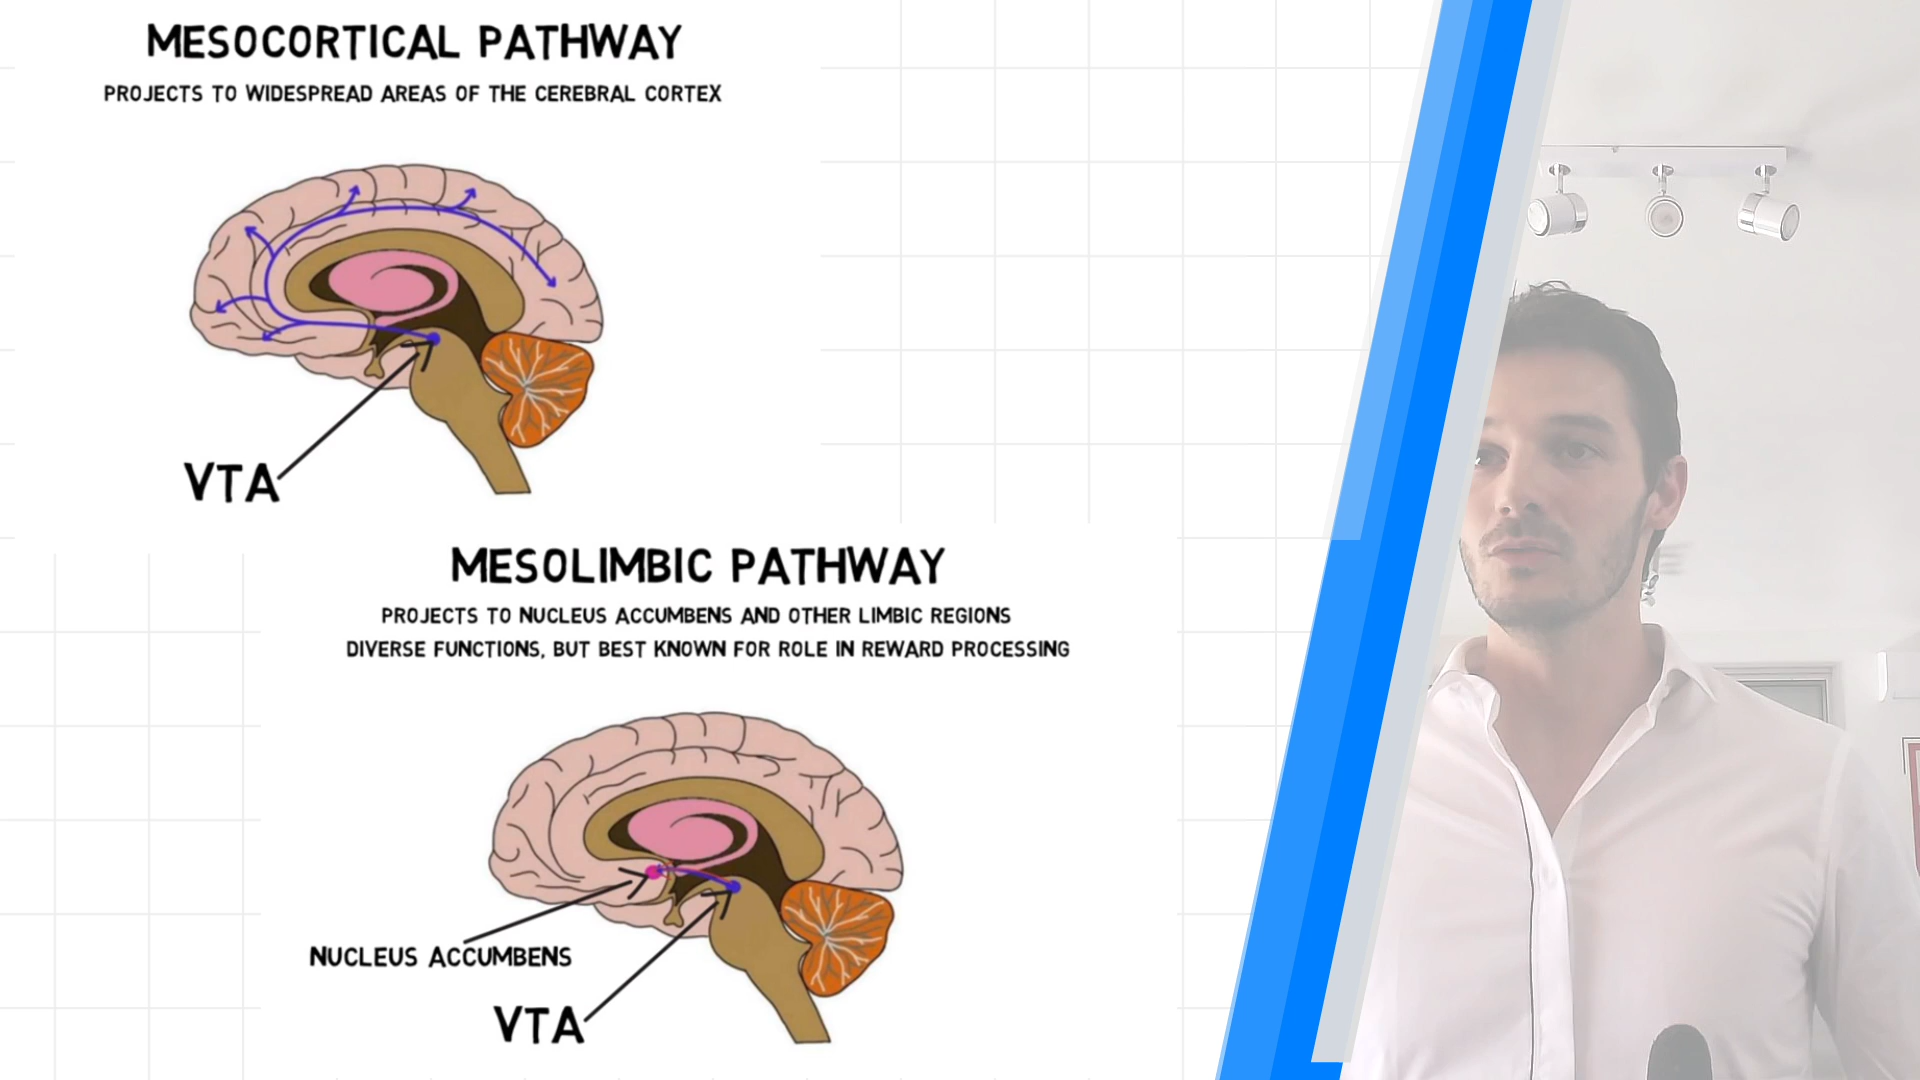 MESOCORTICAL PATHWAY
PROJECTS TO WIDESPREAD AREAS OF THE CEREBRAL CORTEX
VTA
MESOLIMBIC PATHWAY
PROJECTS TO NUCLEUS ACCUMBENS AND OTHER LIMBIC REGIONS
DIVERSE FUNCTIONS, BUT BEST KNOWN FOR ROLE IN REWARD PROCESSING
NUCLEUS ACCUMBENS
VTA